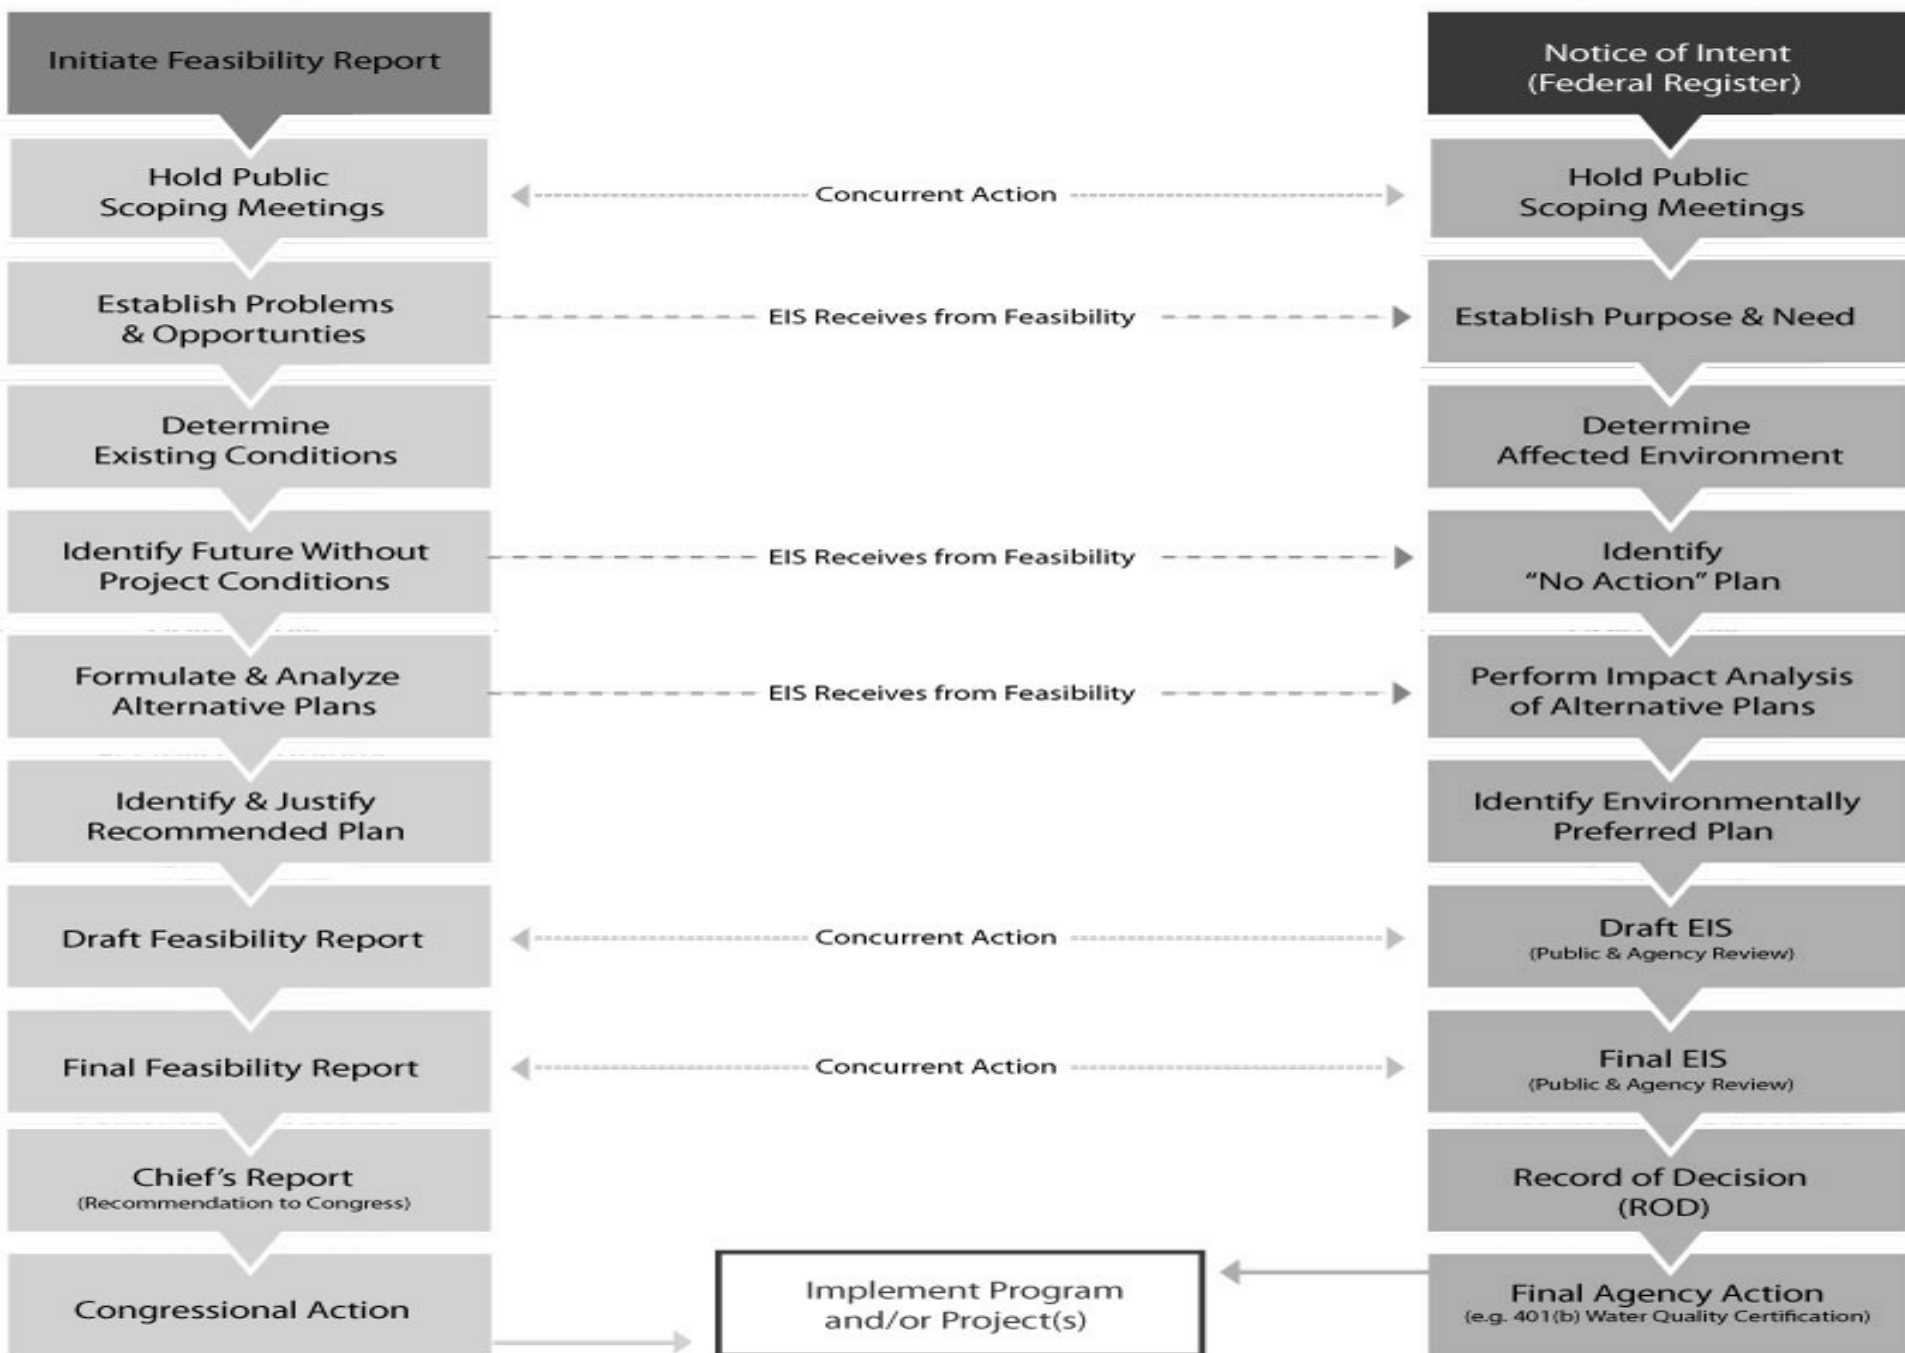 Initiate Feasibility Report
Notice of Intent
(Federal Register)
Hold Public
Scoping Meetings
Concurrent Action
Hold Public
Scoping Meetings
Establish Problems
& Opportunties
EIS Receives from Feasibility
Establish Purpose & Need
Determine
Existing Conditions
Determine
Affected Environment
Identify Future Without
Project Conditions
EIS Receives from Feasibility
Identify
“No Action” Plan
Formulate & Analyze
Alternative Plans
EIS Receives from Feasibility
Perform Impact Analysis
of Alternative Plans
Identify & Justify
Recommended Plan
Identify Environmentally
Preferred Plan
Draft Feasibility Report
Concurrent Action
Draft EIS
(Public & Agency Review)
Final Feasibility Report
Concurrent Action
Final EIS
(Public & Agency Review)
Chief’s Report
(Recommendation to Congress)
Record of Decision
(ROD)
Congressional Action
Implement Program
and/or Project(s)
Final Agency Action
(e.g. 401(b) Water Quality Certification)